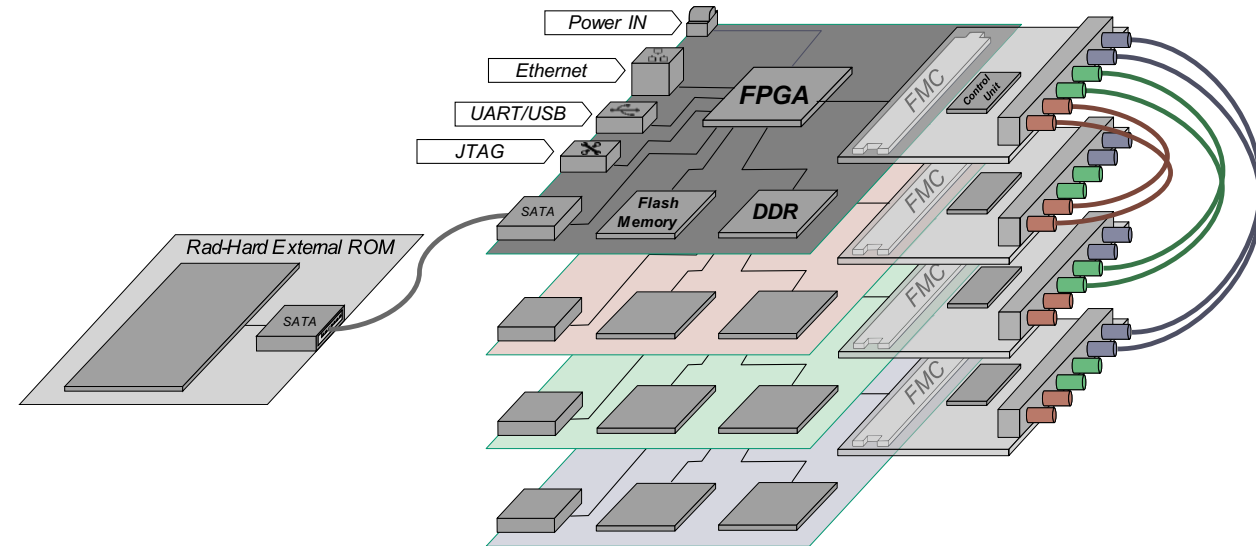 Power IN
Ethernet
UART/USB
JTAG
FPGA
FMC
Control
Unit
SATA
Flash
Memory
DDR
Rad-Hard External ROM
SATA
FMC
FMC
FMC